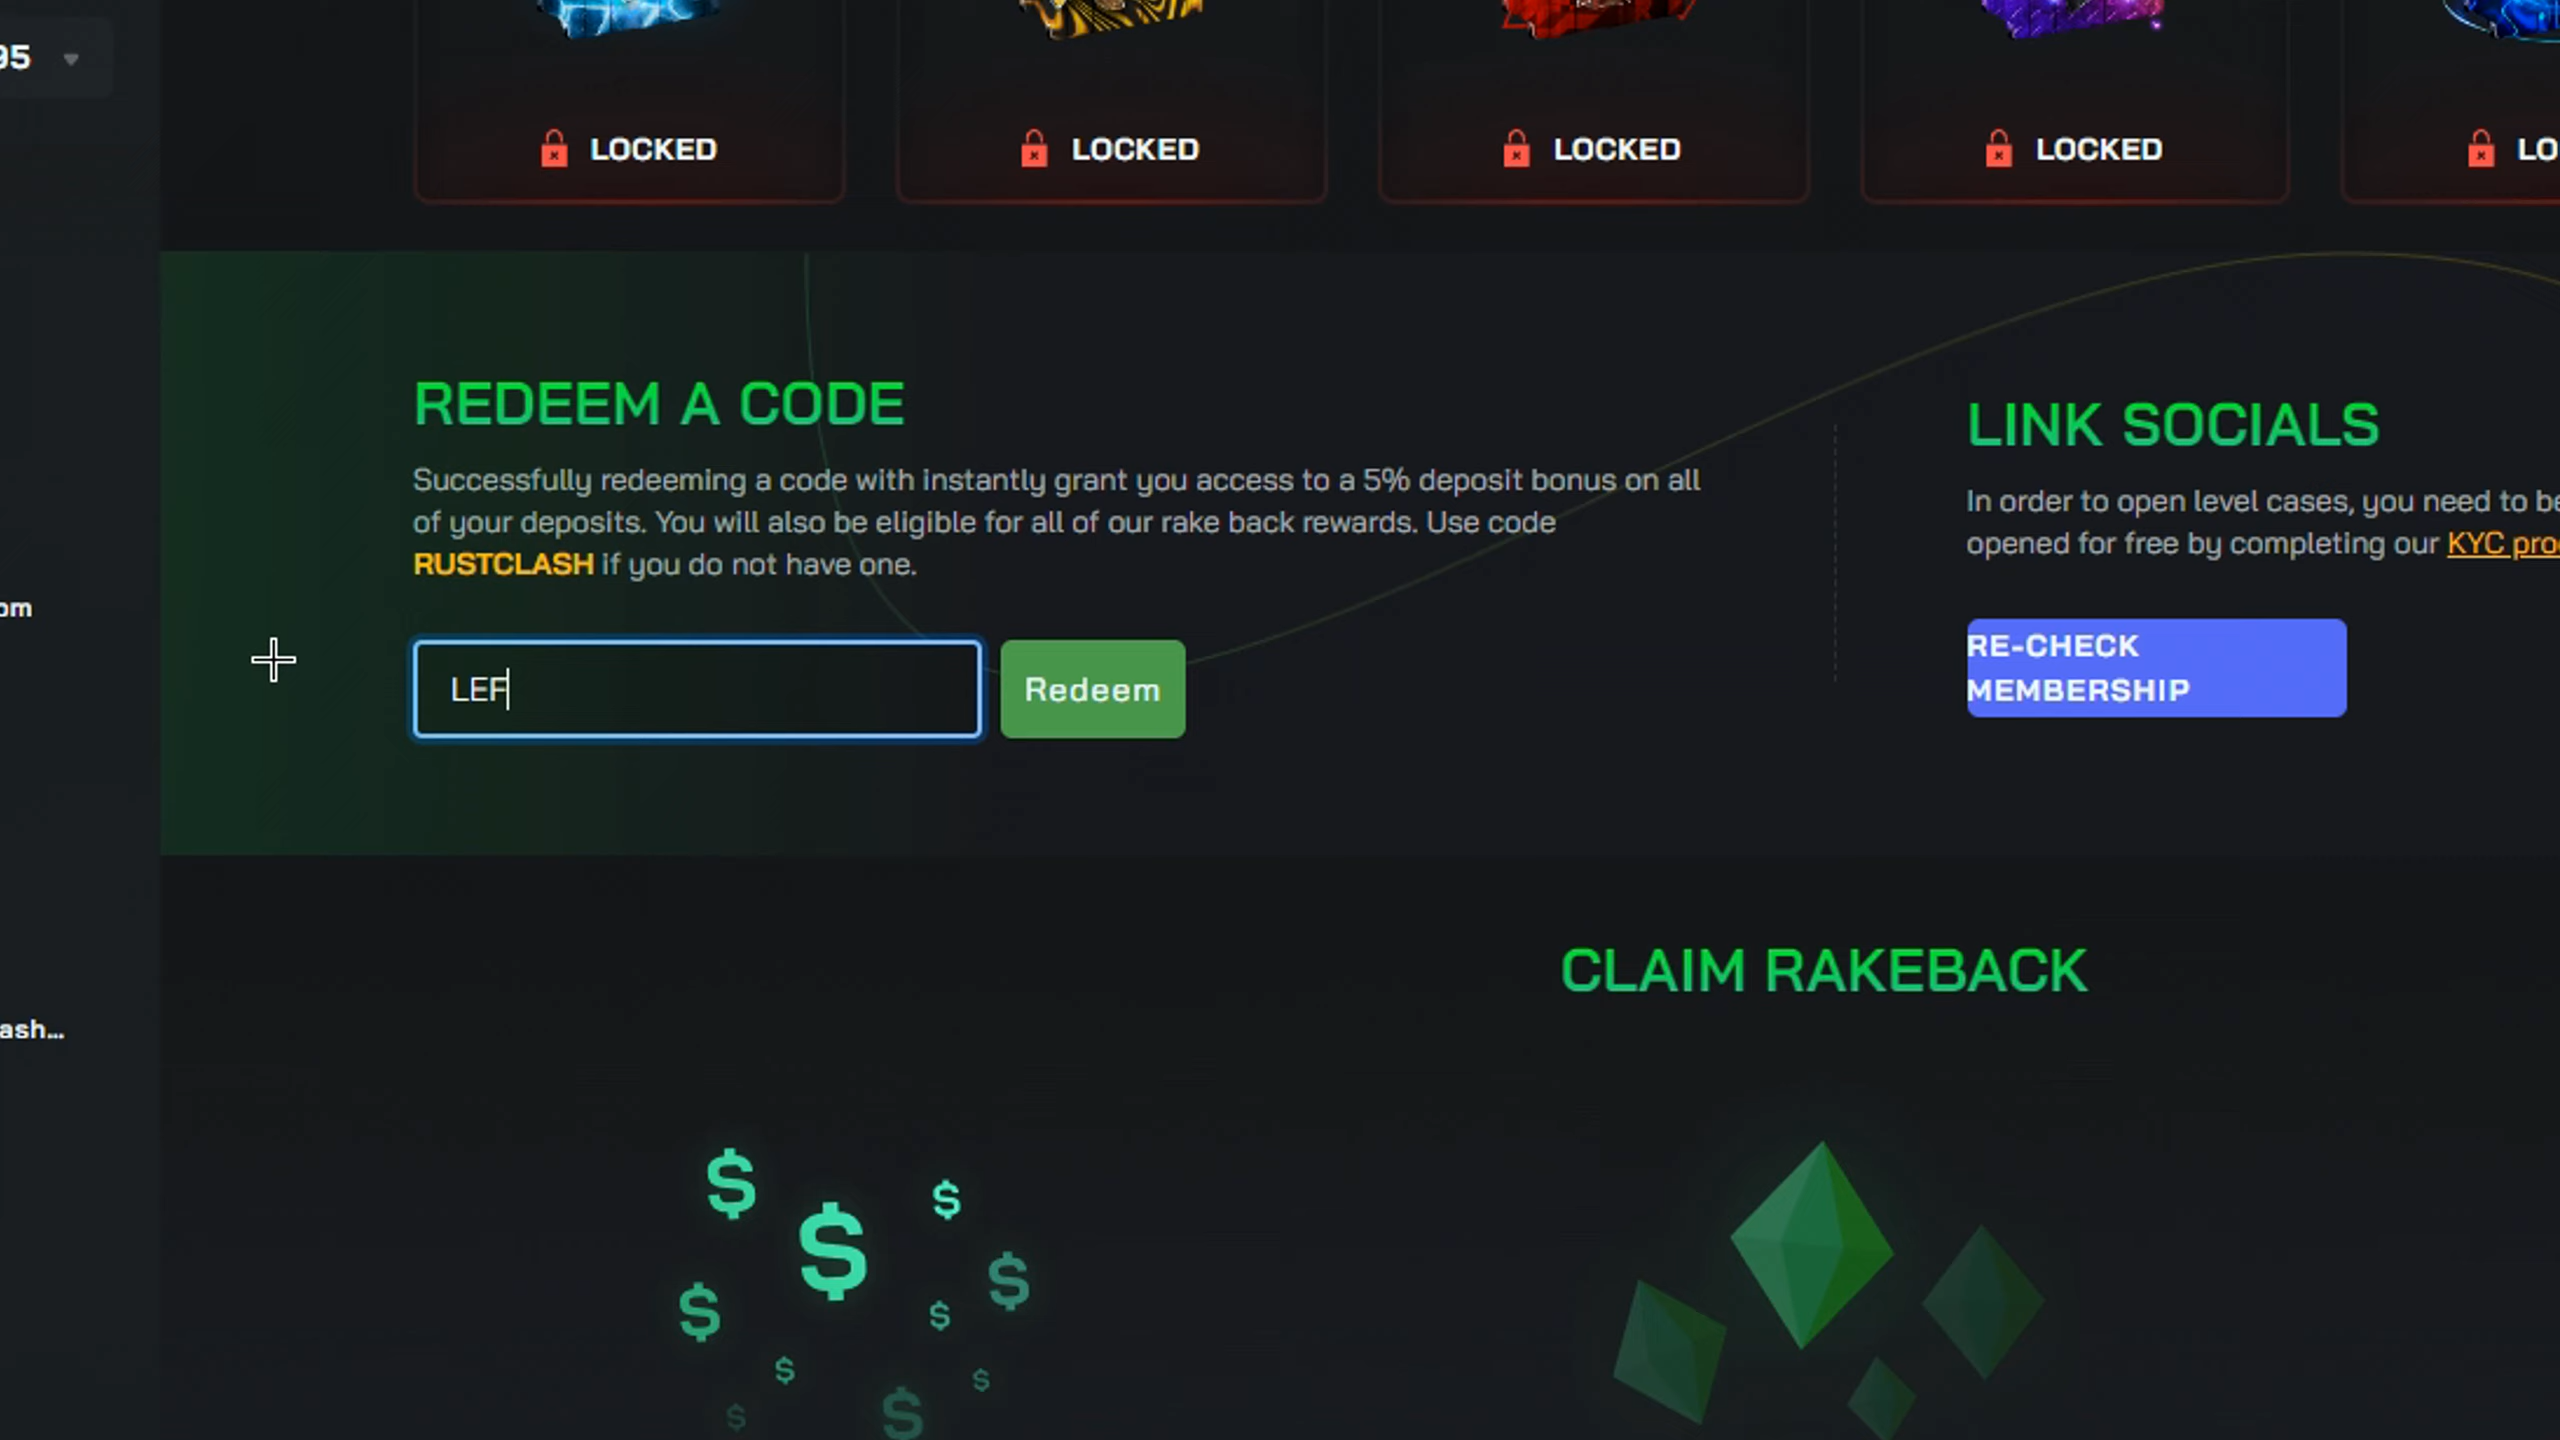 95
LOCKED
LOCKED
LOCKED
LOCKED
LO
REDEEM A CODE
Successfully redeeming a code with instantly grant you access to a 5% deposit bonus on all
of your deposits. You will also be eligible for all of our rake back rewards. Use code
RUSTCLASH if you do not have one.
LEF
Redeem
LINK SOCIALS
In order to open level cases, you need to be
opened for free by completing our KYC pro
RE-CHECK
MEMBERSHIP
om
ash...
CLAIM RAKEBACK
$
$
$
$
$
$
$
$
$
$